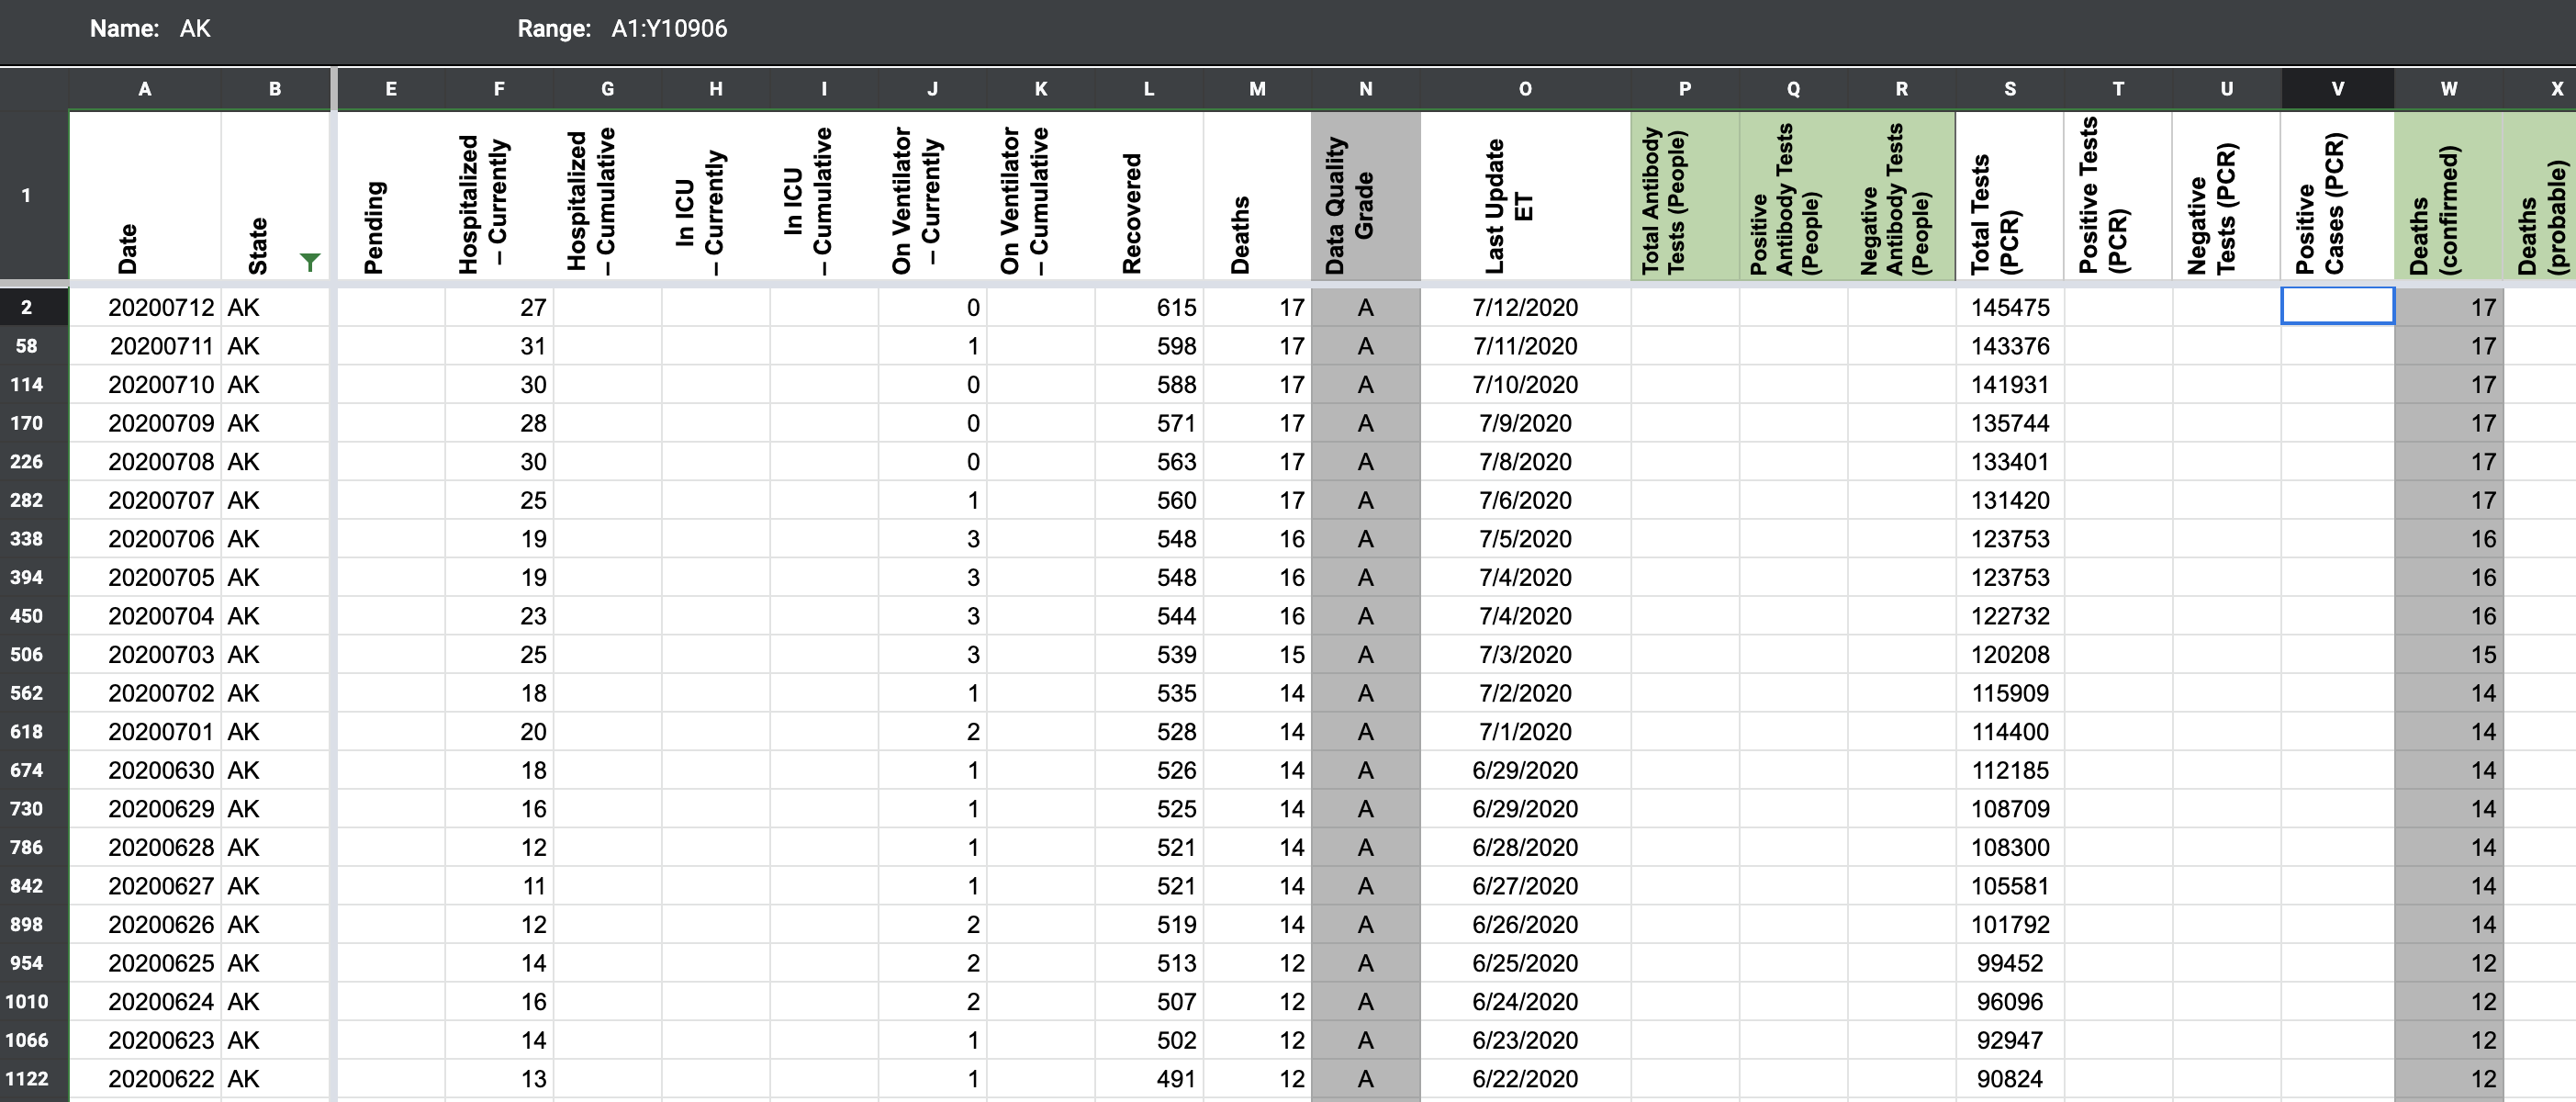 Name: AK Range: A1:Y10906
A B E F G H I J K L M N O P Q R S T U V W X
1 Date State Pending Hospitalized – Currently Hospitalized – Cumulative In ICU – Currently In ICU – Cumulative On Ventilator – Currently On Ventilator – Cumulative Recovered Deaths Data Quality Grade Last Update ET Total Antibody Tests (People) Positive Antibody Tests (People) Negative Antibody Tests (People) Total Tests (PCR) Positive Tests (PCR) Negative Tests (PCR) Positive Cases (PCR) Deaths (confirmed) Deaths (probable)
2 20200712 AK 27 0 615 17 A 7/12/2020 145475 17
58 20200711 AK 31 1 598 17 A 7/11/2020 143376 17
114 20200710 AK 30 0 588 17 A 7/10/2020 141931 17
170 20200709 AK 28 0 571 17 A 7/9/2020 135744 17
226 20200708 AK 30 0 563 17 A 7/8/2020 133401 17
282 20200707 AK 25 1 560 17 A 7/6/2020 131420 17
338 20200706 AK 19 3 548 16 A 7/5/2020 123753 16
394 20200705 AK 19 3 548 16 A 7/4/2020 123753 16
450 20200704 AK 23 3 544 16 A 7/4/2020 122732 16
506 20200703 AK 25 3 539 15 A 7/3/2020 120208 15
562 20200702 AK 18 1 535 14 A 7/2/2020 115909 14
618 20200701 AK 20 2 528 14 A 7/1/2020 114400 14
674 20200630 AK 18 1 526 14 A 6/29/2020 112185 14
730 20200629 AK 16 1 525 14 A 6/29/2020 108709 14
786 20200628 AK 12 1 521 14 A 6/28/2020 108300 14
842 20200627 AK 11 1 521 14 A 6/27/2020 105581 14
898 20200626 AK 12 2 519 14 A 6/26/2020 101792 14
954 20200625 AK 14 2 513 12 A 6/25/2020 99452 12
1010 20200624 AK 16 2 507 12 A 6/24/2020 96096 12
1066 20200623 AK 14 1 502 12 A 6/23/2020 92947 12
1122 20200622 AK 13 1 491 12 A 6/22/2020 90824 12